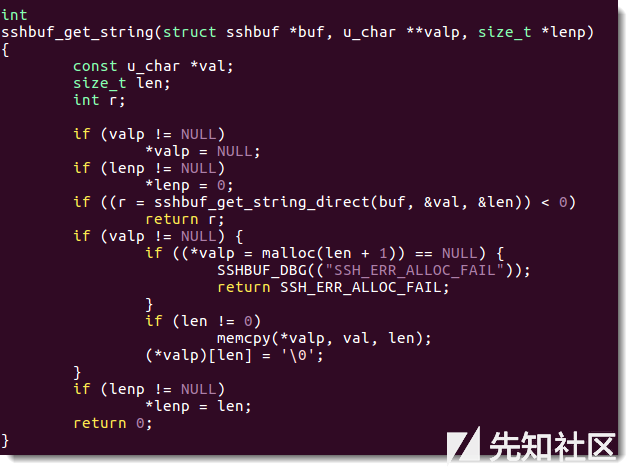 int
sshbuf_get_string(struct sshbuf *buf, u_char **valp, size_t *lenp)
{
        const u_char *val;
        size_t len;
        int r;

        if (valp != NULL)
                *valp = NULL;
        if (lenp != NULL)
                *lenp = 0;
        if ((r = sshbuf_get_string_direct(buf, &val, &len)) < 0)
                return r;
        if (valp != NULL) {
                if ((*valp = malloc(len + 1)) == NULL) {
                        SSHBUF_DBG(("SSH_ERR_ALLOC_FAIL"));
                        return SSH_ERR_ALLOC_FAIL;
                }
                if (len != 0)
                        memcpy(*valp, val, len);
                (*valp)[len] = '\0';
        }
        if (lenp != NULL)
                *lenp = len;
        return 0;
}
先知社区